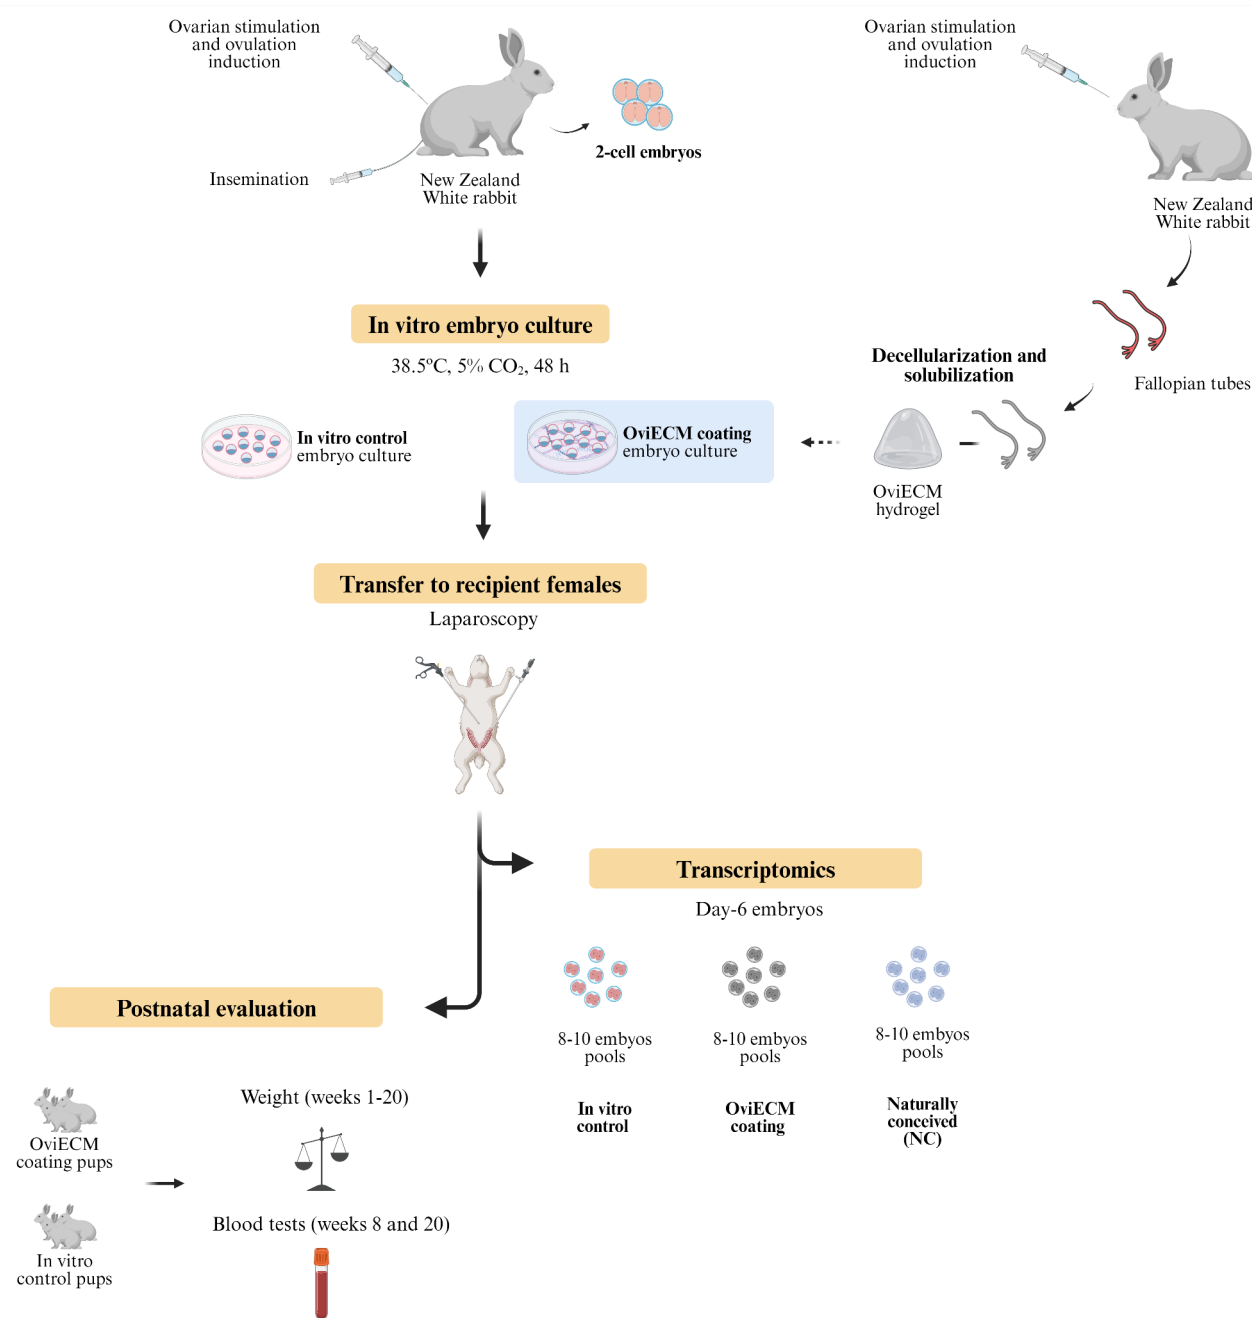 Ovarian stimulation
and ovulation
induction
Insemination
New Zealand
White rabbit
2-cell embryos
Ovarian stimulation
and ovulation
induction
New Zealand
White rabbit
Fallopian tubes
Decellularization and
solubilization
OviECM
hydrogel
In vitro embryo culture
38.5ºC, 5% CO₂, 48 h
In vitro control
embryo culture
OviECM coating
embryo culture
Transfer to recipient females
Laparoscopy
Transcriptomics
Day-6 embryos
8-10 embyos
pools
In vitro
control
8-10 embyos
pools
OviECM
coating
8-10 embyos
pools
Naturally
conceived
(NC)
Postnatal evaluation
OviECM
coating pups
In vitro
control pups
Weight (weeks 1-20)
Blood tests (weeks 8 and 20)